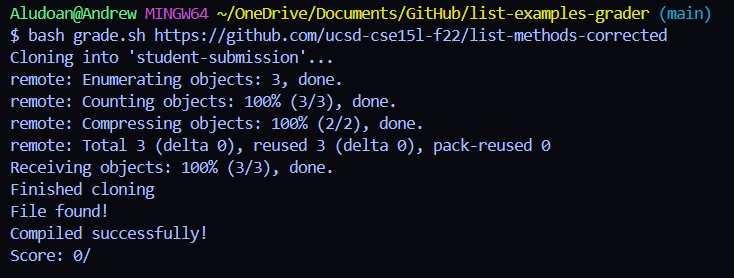 Aludoan@Andrew MINGW64 ~/OneDrive/Documents/GitHub/list-examples-grader (main)
$ bash grade.sh https://github.com/ucsd-cse15l-f22/list-methods-corrected
Cloning into 'student-submission'...
remote: Enumerating objects: 3, done.
remote: Counting objects: 100% (3/3), done.
remote: Compressing objects: 100% (2/2), done.
remote: Total 3 (delta 0), reused 3 (delta 0), pack-reused 0
Receiving objects: 100% (3/3), done.
Finished cloning
File found!
Compiled successfully!
Score: 0/